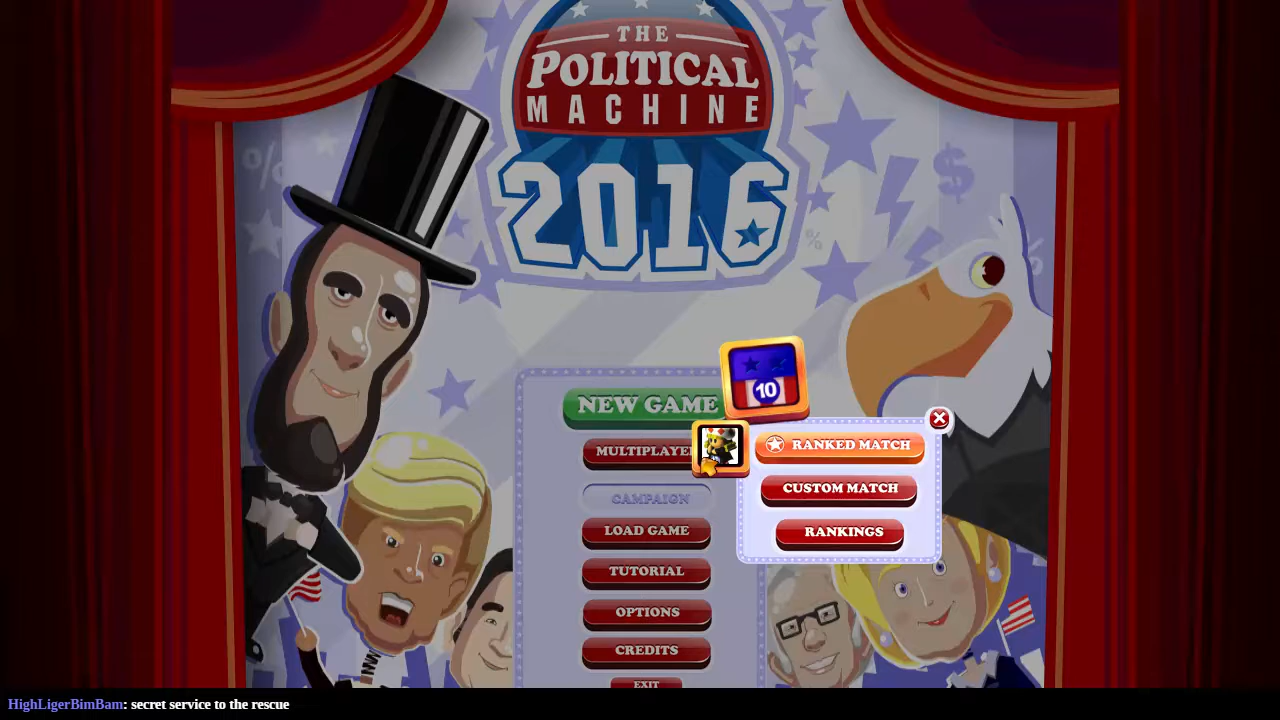 THE
POLITICAL
MACHINE
2016
%
$
%
10
NEW GAME
MULTIPLAYE
RANKED MATCH
CUSTOM MATCH
CAMPAIGN
RANKINGS
LOAD GAME
TUTORIAL
OPTIONS
CREDITS
EXIT
HighLigerBimBam: secret service to the rescue